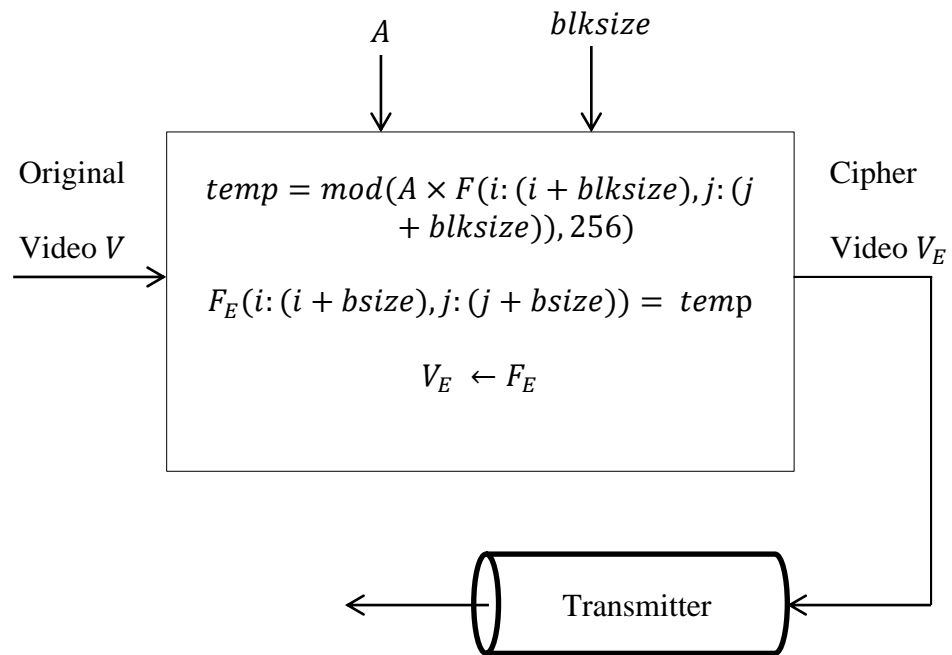 A
blksize
Original
Video V
temp = mod(A × F(i: (i + blksize), j: (j
+ blksize)), 256)
F_E(i: (i + bsize), j: (j + bsize)) = temp
V_E ← F_E
Cipher
Video V_E
Transmitter